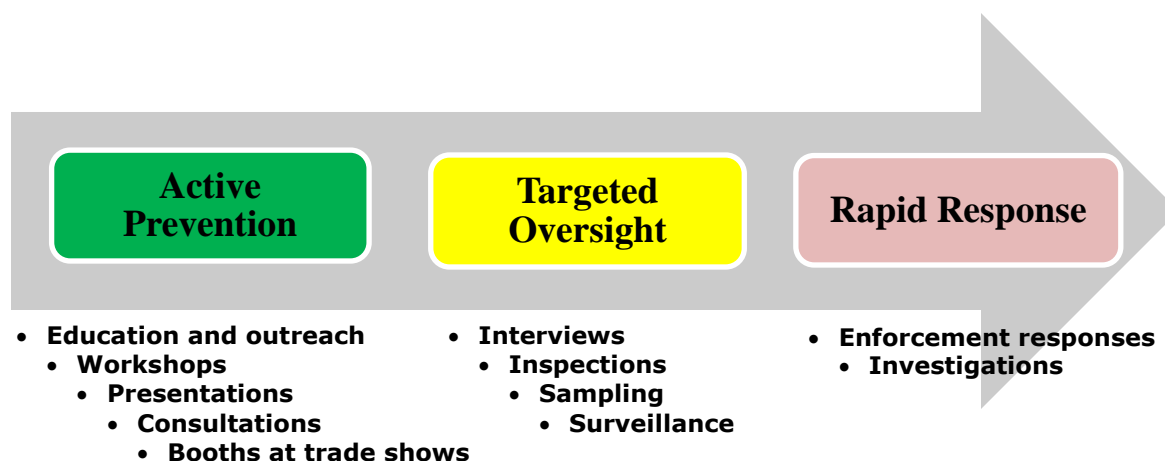 Active
Prevention
Targeted
Oversight
Rapid Response
• Education and outreach
• Workshops
• Presentations
• Consultations
• Booths at trade shows
• Interviews
• Inspections
• Sampling
• Surveillance
• Enforcement responses
• Investigations